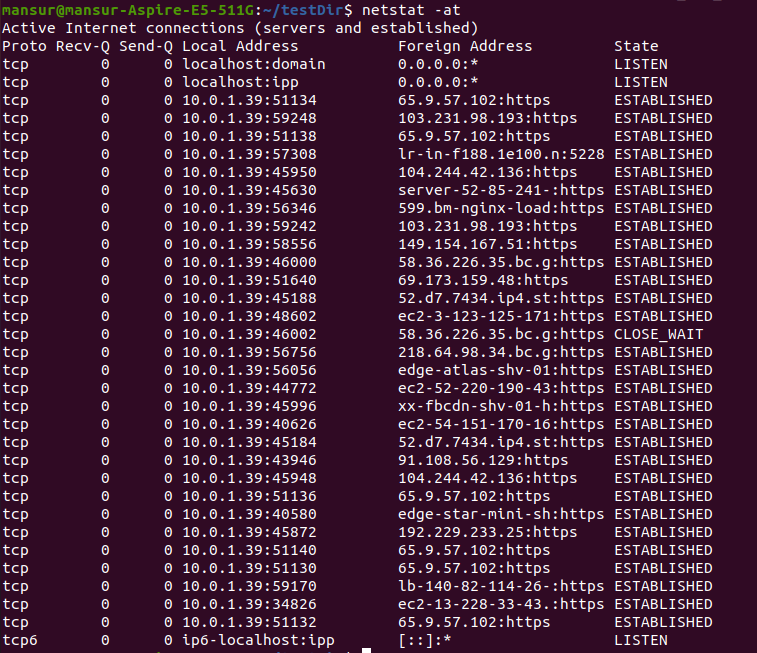 mansur@mansur-Aspire-E5-511G:~/testDir$ netstat -at
Active Internet connections (servers and established)
Proto Recv-Q Send-Q Local Address           Foreign Address         State
tcp        0      0 localhost:domain        0.0.0.0:*               LISTEN
tcp        0      0 localhost:ipp           0.0.0.0:*               LISTEN
tcp        0      0 10.0.1.39:51134         65.9.57.102:https       ESTABLISHED
tcp        0      0 10.0.1.39:59248         103.231.98.193:https    ESTABLISHED
tcp        0      0 10.0.1.39:51138         65.9.57.102:https       ESTABLISHED
tcp        0      0 10.0.1.39:57308         lr-in-f188.1e100.n:5228 ESTABLISHED
tcp        0      0 10.0.1.39:45950         104.244.42.136:https    ESTABLISHED
tcp        0      0 10.0.1.39:45630         server-52-85-241-:https ESTABLISHED
tcp        0      0 10.0.1.39:56346         599.bm-nginx-load:https ESTABLISHED
tcp        0      0 10.0.1.39:59242         103.231.98.193:https    ESTABLISHED
tcp        0      0 10.0.1.39:58556         149.154.167.51:https    ESTABLISHED
tcp        0      0 10.0.1.39:46000         58.36.226.35.bc.g:https ESTABLISHED
tcp        0      0 10.0.1.39:51640         69.173.159.48:https     ESTABLISHED
tcp        0      0 10.0.1.39:45188         52.d7.7434.ip4.st:https ESTABLISHED
tcp        0      0 10.0.1.39:48602         ec2-3-123-125-171:https ESTABLISHED
tcp        0      0 10.0.1.39:46002         58.36.226.35.bc.g:https CLOSE_WAIT
tcp        0      0 10.0.1.39:56756         218.64.98.34.bc.g:https ESTABLISHED
tcp        0      0 10.0.1.39:56056         edge-atlas-shv-01:https ESTABLISHED
tcp        0      0 10.0.1.39:44772         ec2-52-220-190-43:https ESTABLISHED
tcp        0      0 10.0.1.39:45996         xx-fbcdn-shv-01-h:https ESTABLISHED
tcp        0      0 10.0.1.39:40626         ec2-54-151-170-16:https ESTABLISHED
tcp        0      0 10.0.1.39:45184         52.d7.7434.ip4.st:https ESTABLISHED
tcp        0      0 10.0.1.39:43946         91.108.56.129:https     ESTABLISHED
tcp        0      0 10.0.1.39:45948         104.244.42.136:https    ESTABLISHED
tcp        0      0 10.0.1.39:51136         65.9.57.102:https       ESTABLISHED
tcp        0      0 10.0.1.39:40580         edge-star-mini-sh:https ESTABLISHED
tcp        0      0 10.0.1.39:45872         192.229.233.25:https    ESTABLISHED
tcp        0      0 10.0.1.39:51140         65.9.57.102:https       ESTABLISHED
tcp        0      0 10.0.1.39:51130         65.9.57.102:https       ESTABLISHED
tcp        0      0 10.0.1.39:59170         lb-140-82-114-26-:https ESTABLISHED
tcp        0      0 10.0.1.39:34826         ec2-13-228-33-43.:https ESTABLISHED
tcp        0      0 10.0.1.39:51132         65.9.57.102:https       ESTABLISHED
tcp6       0      0 ip6-localhost:ipp       [::]:*                  LISTEN